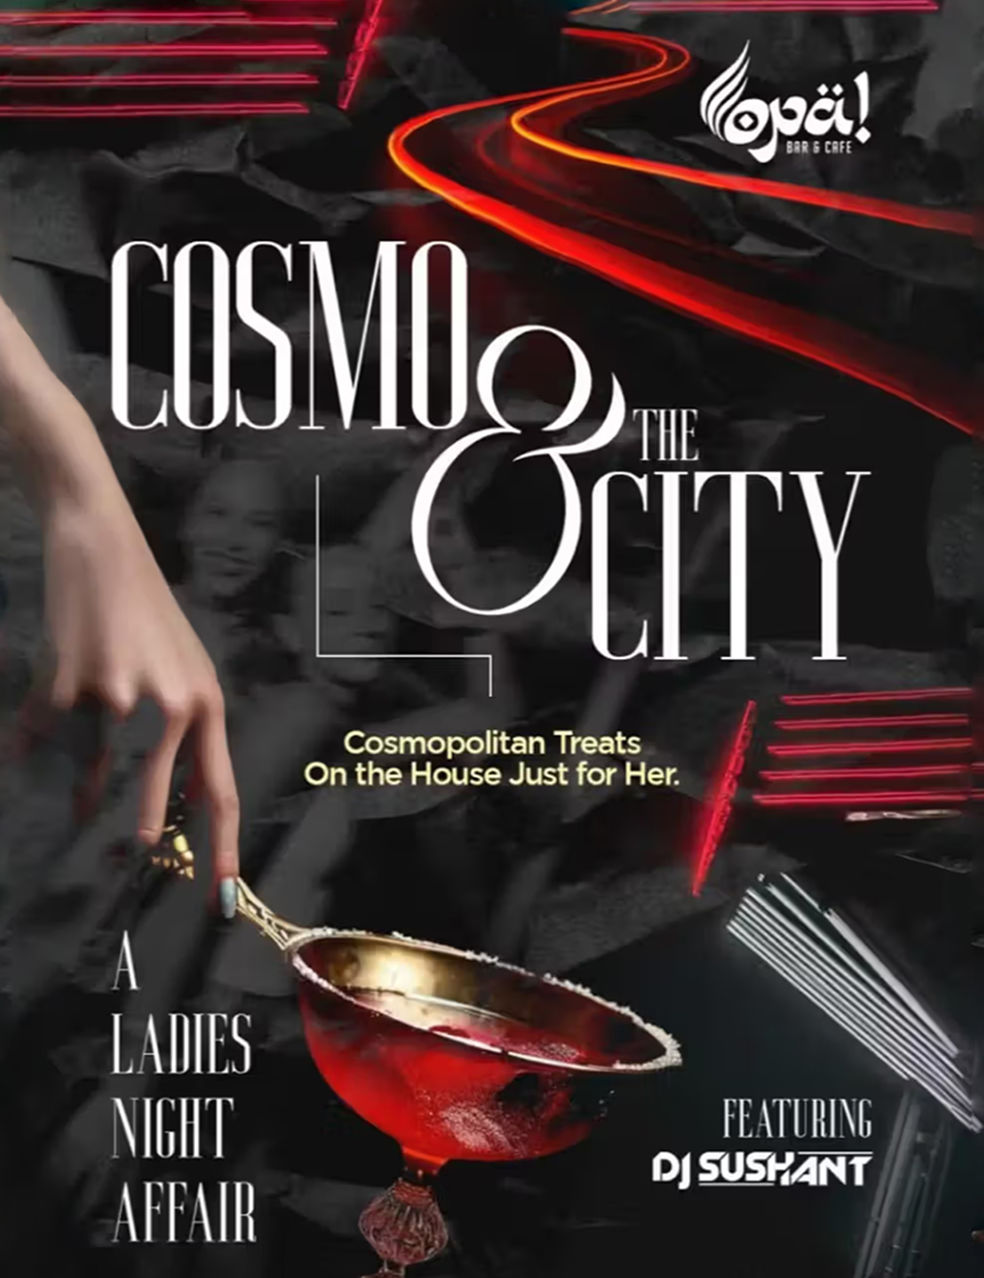 opä!
BAR & CAFE
COSMO
&
THE
CITY
Cosmopolitan Treats
On the House Just for Her.
A
LADIES
NIGHT
AFFAIR
FEATURING
DJ SUSHANT